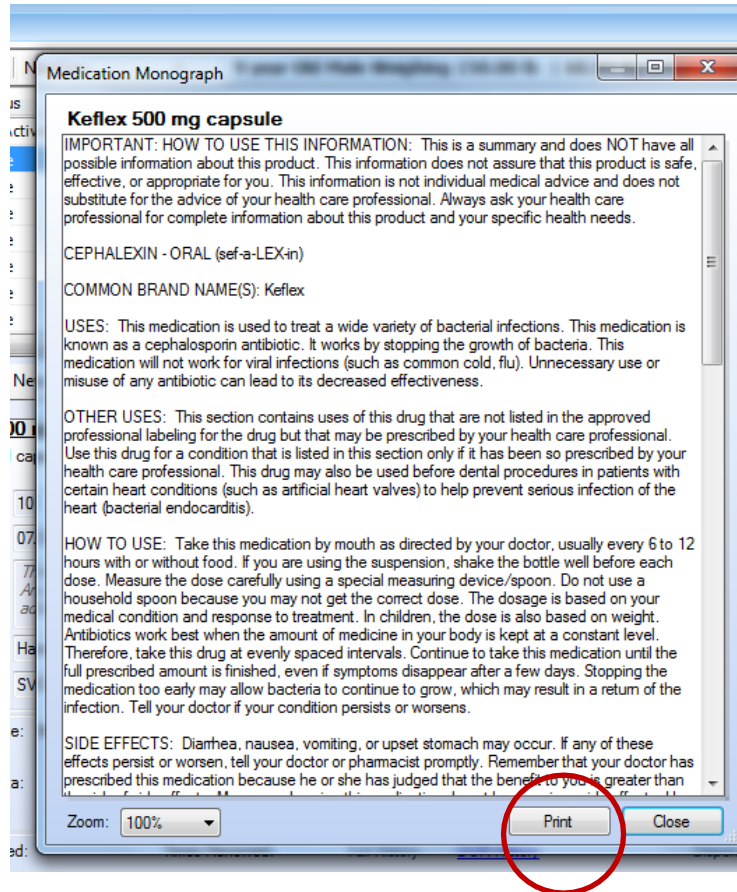 Medication Monograph
Keflex 500 mg capsule
IMPORTANT: HOW TO USE THIS INFORMATION: This is a summary and does NOT have all
possible information about this product. This information does not assure that this product is safe,
effective, or appropriate for you. This information is not individual medical advice and does not
substitute for the advice of your health care professional. Always ask your health care
professional for complete information about this product and your specific health needs.
CEPHALEXIN - ORAL (sef-a-LEX-in)
COMMON BRAND NAME(S): Keflex
USES: This medication is used to treat a wide variety of bacterial infections. This medication is
known as a cephalosporin antibiotic. It works by stopping the growth of bacteria. This
medication will not work for viral infections (such as common cold, flu). Unnecessary use or
misuse of any antibiotic can lead to its decreased effectiveness.
OTHER USES: This section contains uses of this drug that are not listed in the approved
professional labeling for the drug but that may be prescribed by your health care professional.
Use this drug for a condition that is listed in this section only if it has been so prescribed by your
health care professional. This drug may also be used before dental procedures in patients with
certain heart conditions (such as artificial heart valves) to help prevent serious infection of the
heart (bacterial endocarditis).
HOW TO USE: Take this medication by mouth as directed by your doctor, usually every 6 to 12
hours with or without food. If you are using the suspension, shake the bottle well before each
dose. Measure the dose carefully using a special measuring device/spoon. Do not use a
household spoon because you may not get the correct dose. The dosage is based on your
medical condition and response to treatment. In children, the dose is also based on weight.
Antibiotics work best when the amount of medicine in your body is kept at a constant level.
Therefore, take this drug at evenly spaced intervals. Continue to take this medication until the
full prescribed amount is finished, even if symptoms disappear after a few days. Stopping the
medication too early may allow bacteria to continue to grow, which may result in a return of the
infection. Tell your doctor if your condition persists or worsens.
SIDE EFFECTS: Diarrhea, nausea, vomiting, or upset stomach may occur. If any of these
effects persist or worsen, tell your doctor or pharmacist promptly. Remember that your doctor has
prescribed this medication because he or she has judged that the benefit to you is greater than
Zoom: 100% Print Close